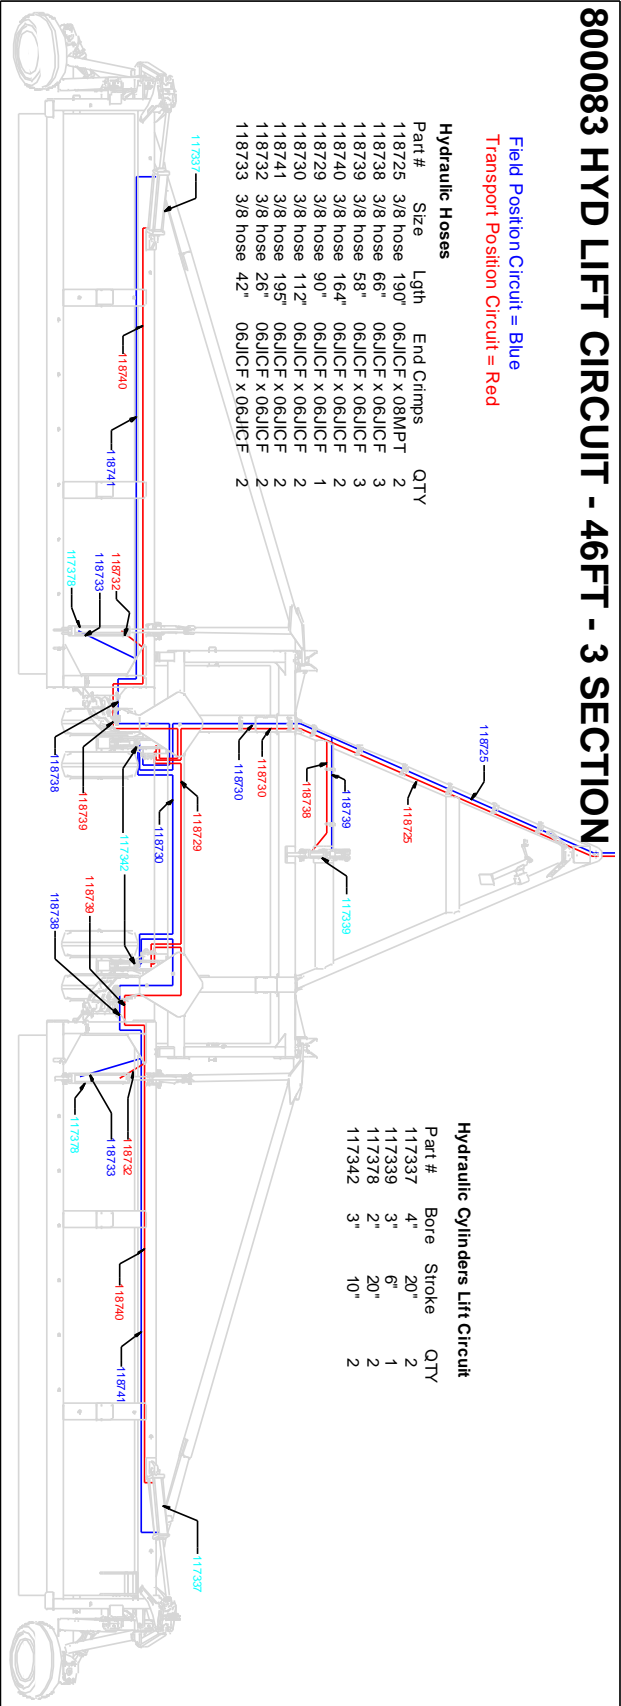 800083 HYD LIFT CIRCUIT - 46FT - 3 SECTION
Field Position Circuit = Blue
Transport Position Circuit = Red
Hydraulic Hoses
Part # Size Lgth End Crimps QTY
118725 3/8 hose 190" 06JICF x 08MPT 2
118738 3/8 hose 66" 06JICF x 06JICF 3
118739 3/8 hose 58" 06JICF x 06JICF 3
118740 3/8 hose 164" 06JICF x 06JICF 2
118729 3/8 hose 90" 06JICF x 06JICF 1
118730 3/8 hose 112" 06JICF x 06JICF 2
118741 3/8 hose 195" 06JICF x 06JICF 2
118732 3/8 hose 26" 06JICF x 06JICF 2
118733 3/8 hose 42" 06JICF x 06JICF 2
Hydraulic Cylinders Lift Circuit
Part # Bore Stroke QTY
117337 4" 20" 2
117339 3" 6" 1
117378 2" 20" 2
117342 3" 10" 2
118725
118725
118739
118738
117339
118730
118730
117337
118740
118741
118732
118733
117378
118738
118739
117342
118730
118729
118739
118738
118732
118733
117378
118740
118741
117337